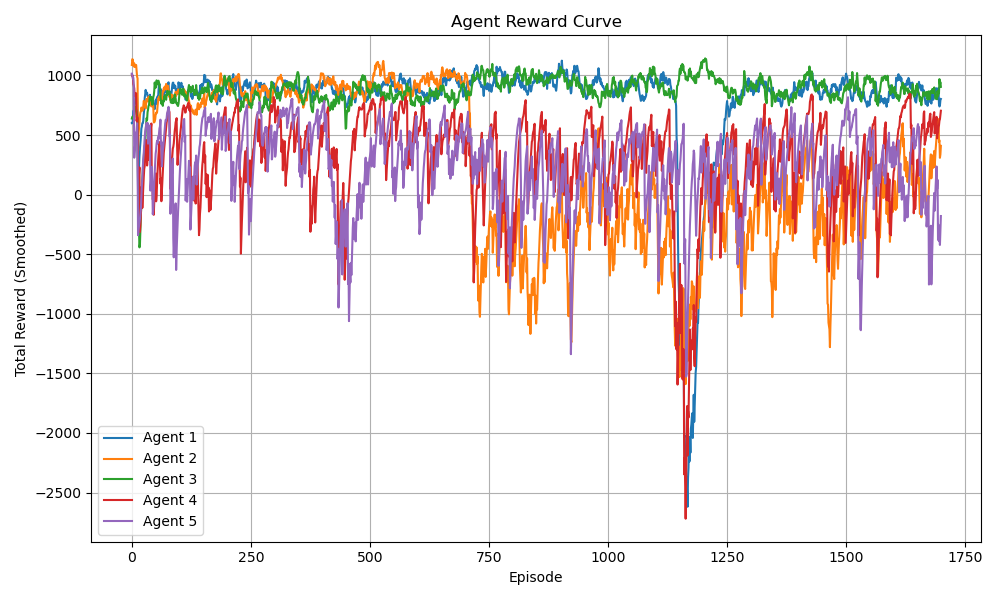 Agent Reward Curve
Total Reward (Smoothed)
1000
500
0
−500
−1000
−1500
−2000
−2500
Agent 1
Agent 2
Agent 3
Agent 4
Agent 5
0 250 500 750 1000 1250 1500 1750
Episode